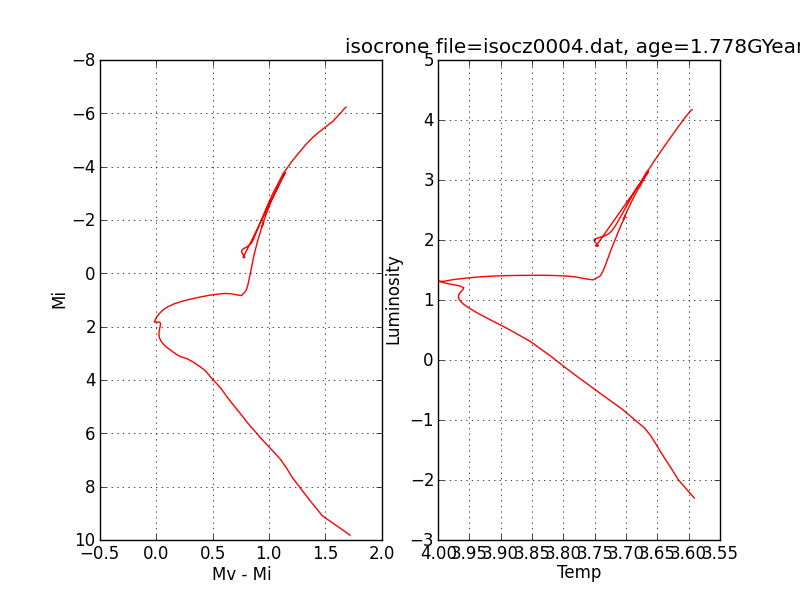 isocrone file=isocz0004.dat, age=1.778GYear
−8
−6
−4
−2
0
2
4
6
8
10
Mi
−0.5 0.0 0.5 1.0 1.5 2.0
Mv - Mi
5
4
3
2
1
0
−1
−2
−3
Luminosity
4.00 3.95 3.90 3.85 3.80 3.75 3.70 3.65 3.60 3.55
Temp